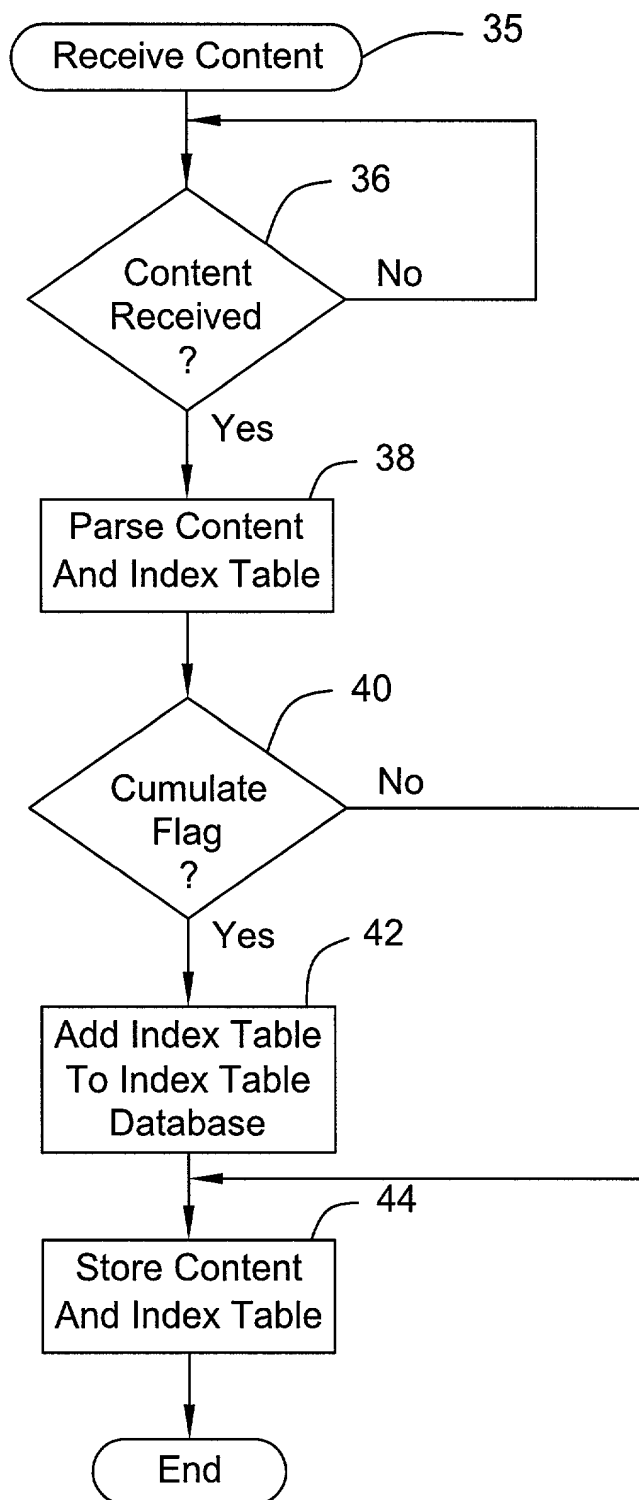 35
Receive Content
36
Content
Received
?
No
Yes
38
Parse Content
And Index Table
40
Cumulate
Flag
?
No
Yes
42
Add Index Table
To Index Table
Database
44
Store Content
And Index Table
End